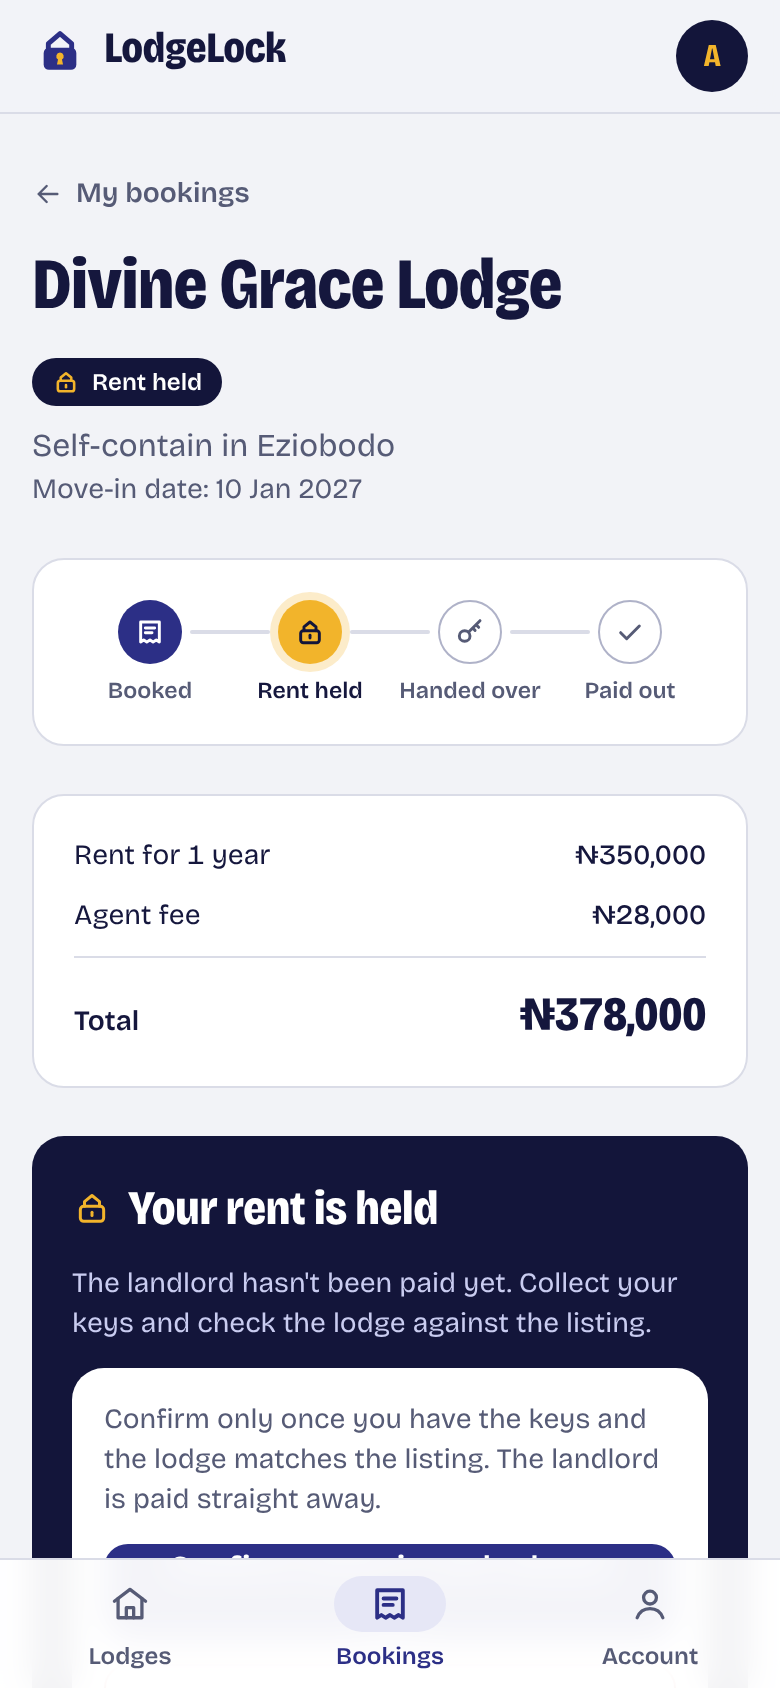 LodgeLock
A
My bookings
Divine Grace Lodge
Rent held
Self-contain in Eziobodo
Move-in date: 10 Jan 2027
Booked
Rent held
Handed over
Paid out
Rent for 1 year
₦350,000
Agent fee
₦28,000
Total
₦378,000
Your rent is held
The landlord hasn't been paid yet. Collect your
keys and check the lodge against the listing.
Confirm only once you have the keys and
the lodge matches the listing. The landlord
is paid straight away.
Lodges
Bookings
Account